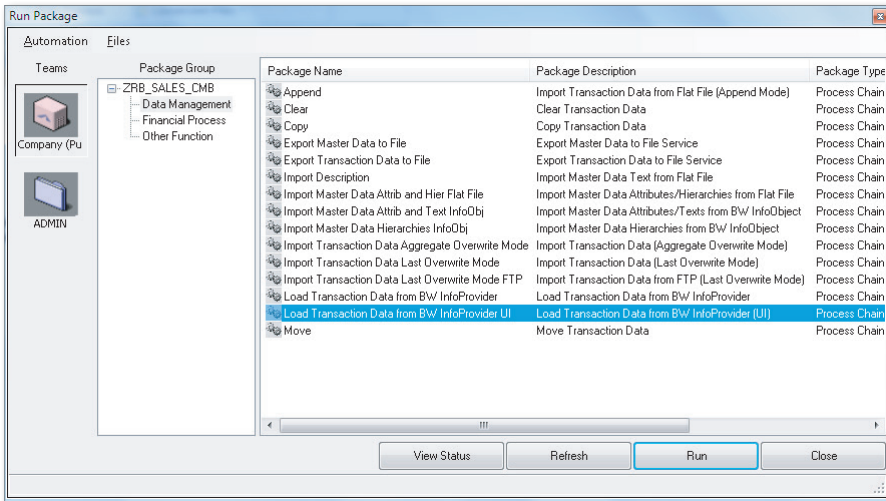 Run Package
Automation Files
Teams Package Group
Company (Pu
ADMIN
ZRB_SALES_CMB
Data Management
Financial Process
Other Function
Package Name Package Description Package Type
Append Import Transaction Data from Flat File (Append Mode) Process Chain
Clear Clear Transaction Data Process Chain
Copy Copy Transaction Data Process Chain
Export Master Data to File Export Master Data to File Service Process Chain
Export Transaction Data to File Export Transaction Data to File Service Process Chain
Import Description Import Master Data Text from Flat File Process Chain
Import Master Data Attrib and Hier Flat File Import Master Data Attributes/Hierarchies from Flat File Process Chain
Import Master Data Attrib and Text InfoObj Import Master Data Attributes/Texts from BW InfoObject Process Chain
Import Master Data Hierarchies InfoObj Import Master Data Hierarchies from BW InfoObject Process Chain
Import Transaction Data Aggregate Overwrite Mode Import Transaction Data (Aggregate Overwrite Mode) Process Chain
Import Transaction Data Last Overwrite Mode Import Transaction Data (Last Overwrite Mode) Process Chain
Import Transaction Data Last Overwrite Mode FTP Import Transaction Data from FTP (Last Overwrite Mode) Process Chain
Load Transaction Data from BW InfoProvider Load Transaction Data from BW InfoProvider Process Chain
Load Transaction Data from BW InfoProvider UI Load Transaction Data from BW InfoProvider (UI) Process Chain
Move Move Transaction Data Process Chain
View Status Refresh Run Close